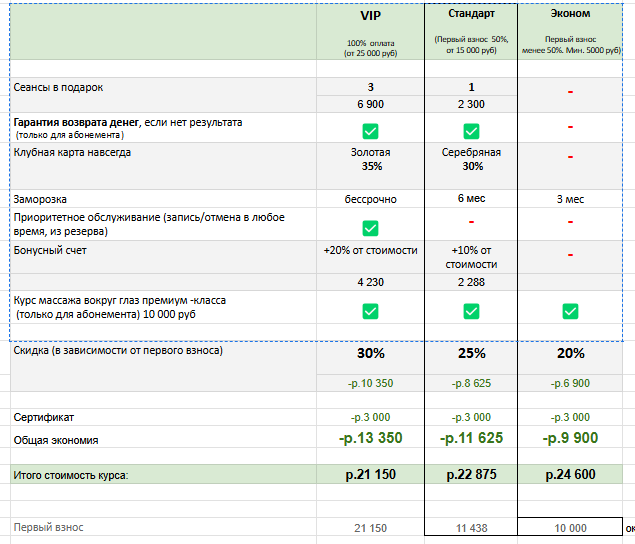 VIP Стандарт Эконом
100% оплата (Первый взнос 50%, Первый взнос
(от 25 000 руб) от 15 000 руб) менее 50%. Мин. 5000 руб)
Сеансы в подарок 3 1 -
6 900 2 300
Гарантия возврата денег, если нет результата -
(только для абонемента)
Клубная карта навсегда Золотая Серебряная -
35% 30%
Заморозка бессрочно 6 мес 3 мес
Приоритетное обслуживание (запись/отмена в любое - -
время, из резерва)
Бонусный счет +20% от стоимости +10% от -
стоимости
4 230 2 288
Курс массажа вокруг глаз премиум -класса
(только для абонемента) 10 000 руб
Скидка (в зависимости от первого взноса) 30% 25% 20%
-р.10 350 -р.8 625 -р.6 900
Сертификат -р.3 000 -р.3 000 -р.3 000
Общая экономия -р.13 350 -р.11 625 -р.9 900
Итого стоимость курса: р.21 150 р.22 875 р.24 600
Первый взнос 21 150 11 438 10 000